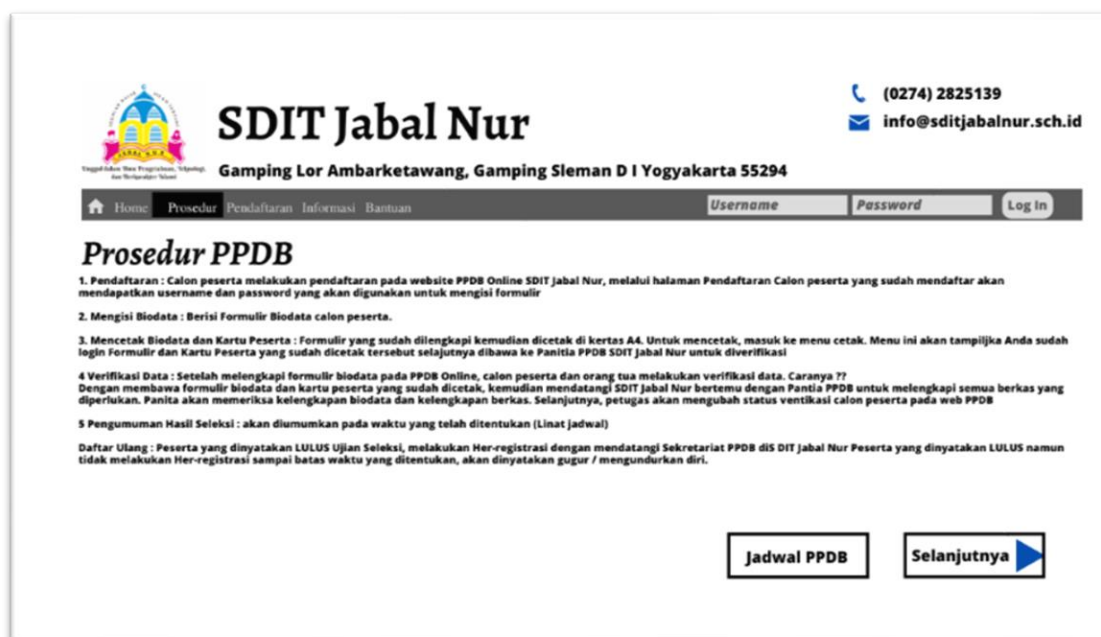 SDIT Jabal Nur
(0274) 2825139
info@sditjabalnur.sch.id
Gamping Lor Ambarketawang, Gamping Sleman D I Yogyakarta 55294
Home Prosedur Pendaftaran Informasi Bantuan Username Password Log In
Prosedur PPDB
1. Pendaftaran : Calon peserta melakukan pendaftaran pada website PPDB Online SDIT Jabal Nur, melalui halaman Pendaftaran Calon peserta yang sudah mendaftar akan
mendapatkan username dan password yang akan digunakan untuk mengisi formulir
2. Mengisi Biodata : Berisi Formulir Biodata calon peserta.
3. Mencetak Biodata dan Kartu Peserta : Formulir yang sudah dilengkapi kemudian dicetak di kertas A4. Untuk mencetak, masuk ke menu cetak. Menu ini akan tampiljka Anda sudah
login Formulir dan Kartu Peserta yang sudah dicetak tersebut selajutnya dibawa ke Panitia PPDB SDIT Jabal Nur untuk diverifikasi
4 Verifikasi Data : Setelah melengkapi formulir biodata pada PPDB Online, calon peserta dan orang tua melakukan verifikasi data. Caranya ??
Dengan membawa formulir biodata dan kartu peserta yang sudah dicetak, kemudian mendatangi SDIT Jabal Nur bertemu dengan Pantia PPDB untuk melengkapi semua berkas yang
diperlukan. Panita akan memeriksa kelengkapan biodata dan kelengkapan berkas. Selanjutnya, petugas akan mengubah status ventikasi calon peserta pada web PPDB
5 Pengumuman Hasil Seleksi : akan diumumkan pada waktu yang telah ditentukan (Linat jadwal)
Daftar Ulang : Peserta yang dinyatakan LULUS Ujian Seleksi, melakukan Her-registrasi dengan mendatangi Sekretariat PPDB diS DIT Jabal Nur Peserta yang dinyatakan LULUS namun
tidak melakukan Her-registrasi sampai batas waktu yang ditentukan, akan dinyatakan gugur / mengundurkan diri.
Jadwal PPDB
Selanjutnya